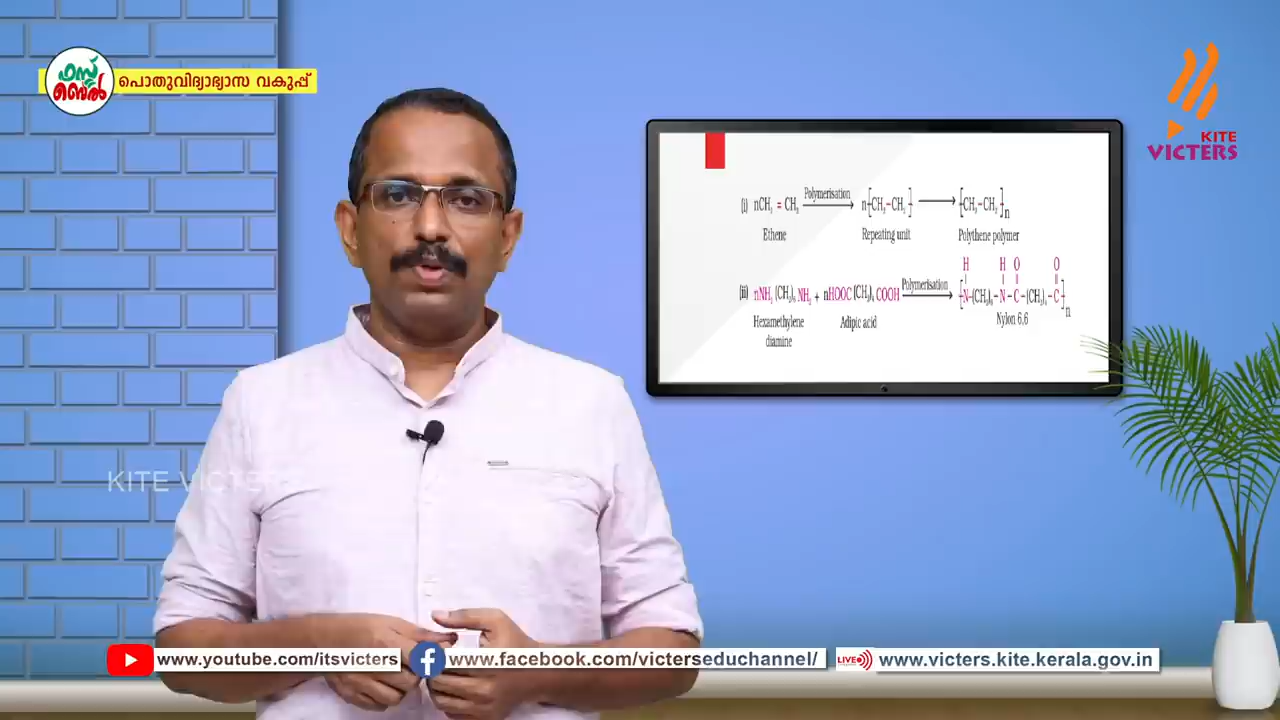 ഫസ്റ്റ്
ബെൽ
പൊതുവിദ്യാഭ്യാസ വകുപ്പ്
KITE
VICTERS
(i) nCH₂ = CH₂ Polymerisation n[CH₂-CH₂] [CH₂-CH₂]n
Ethene Repeating unit Polythene polymer
H H O O
(ii) nNH₂ (CH₂)₆ NH₂ + nHOOC (CH₂)₄ COOH Polymerisation [N-(CH₂)₆-N-C-(CH₂)₄-C]n
Hexamethylene Adipic acid Nylon 6,6
diamine
KITE VICTERS
www.youtube.com/itsvicters www.facebook.com/victerseduchannel/ LIVE www.victers.kite.kerala.gov.in